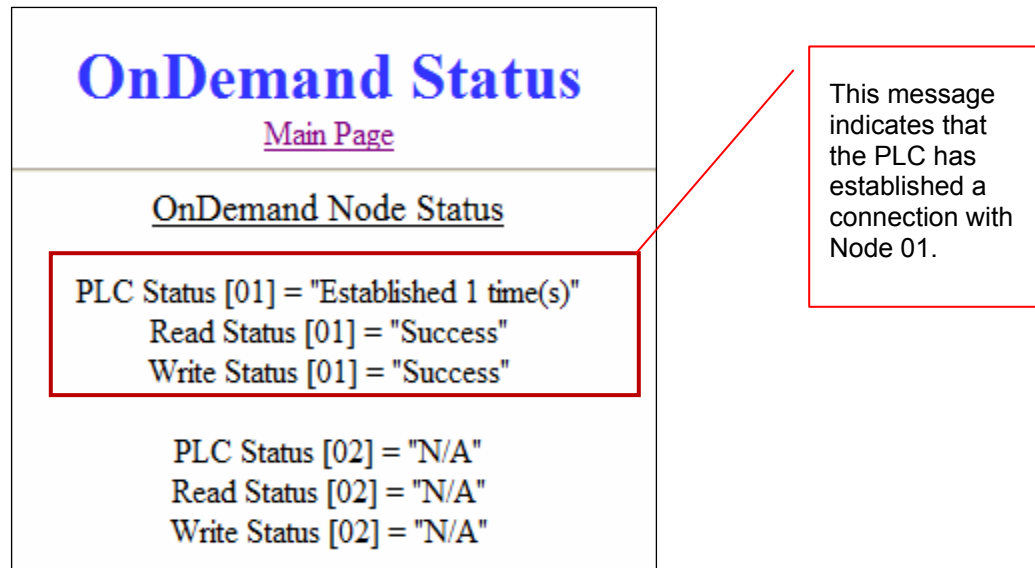 OnDemand Status
Main Page
OnDemand Node Status
PLC Status [01] = "Established 1 time(s)"
Read Status [01] = "Success"
Write Status [01] = "Success"
PLC Status [02] = "N/A"
Read Status [02] = "N/A"
Write Status [02] = "N/A"
This message
indicates that
the PLC has
established a
connection with
Node 01.